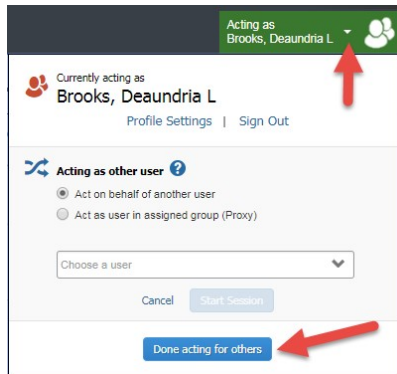 Acting as
Brooks, Deaundria L
Currently acting as
Brooks, Deaundria L
Profile Settings | Sign Out
Acting as other user ?
Act on behalf of another user
Act as user in assigned group (Proxy)
Choose a user
Cancel Start Session
Done acting for others